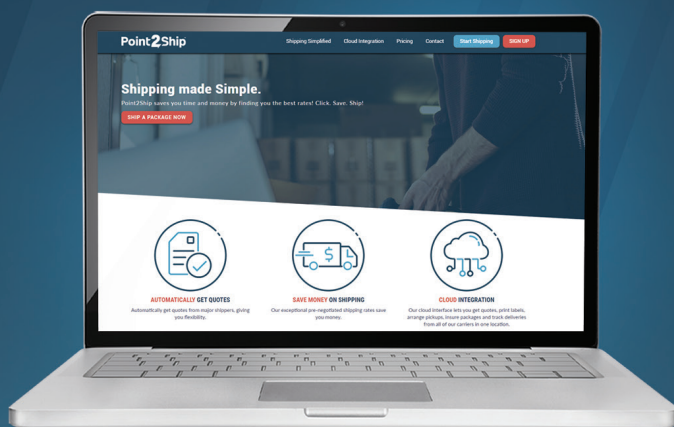 Point2Ship
Shipping Simplified Cloud Integration Pricing Contact Start Shipping SIGN UP
Shipping made Simple.
Point2Ship saves you time and money by finding you the best rates! Click. Save. Ship!
SHIP A PACKAGE NOW
$
AUTOMATICALLY GET QUOTES
Automatically get quotes from major shippers, giving
you flexibility.
SAVE MONEY ON SHIPPING
Our exceptional pre-negotiated shipping rates save
you money.
CLOUD INTEGRATION
Our cloud interface lets you get quotes, print labels,
arrange pickups, insure packages and track deliveries
from all of our carriers in one location.